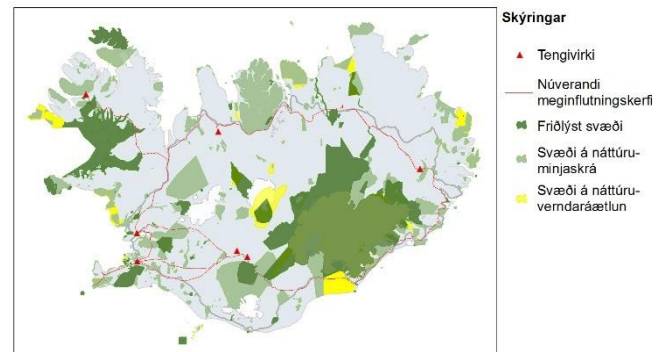 Skýringar
Tengivirki
Núverandi
meginflutningskerfi
Friðlýst svæði
Svæði á náttúru-
minjaskrá
Svæði á náttúru-
verndaráætlun